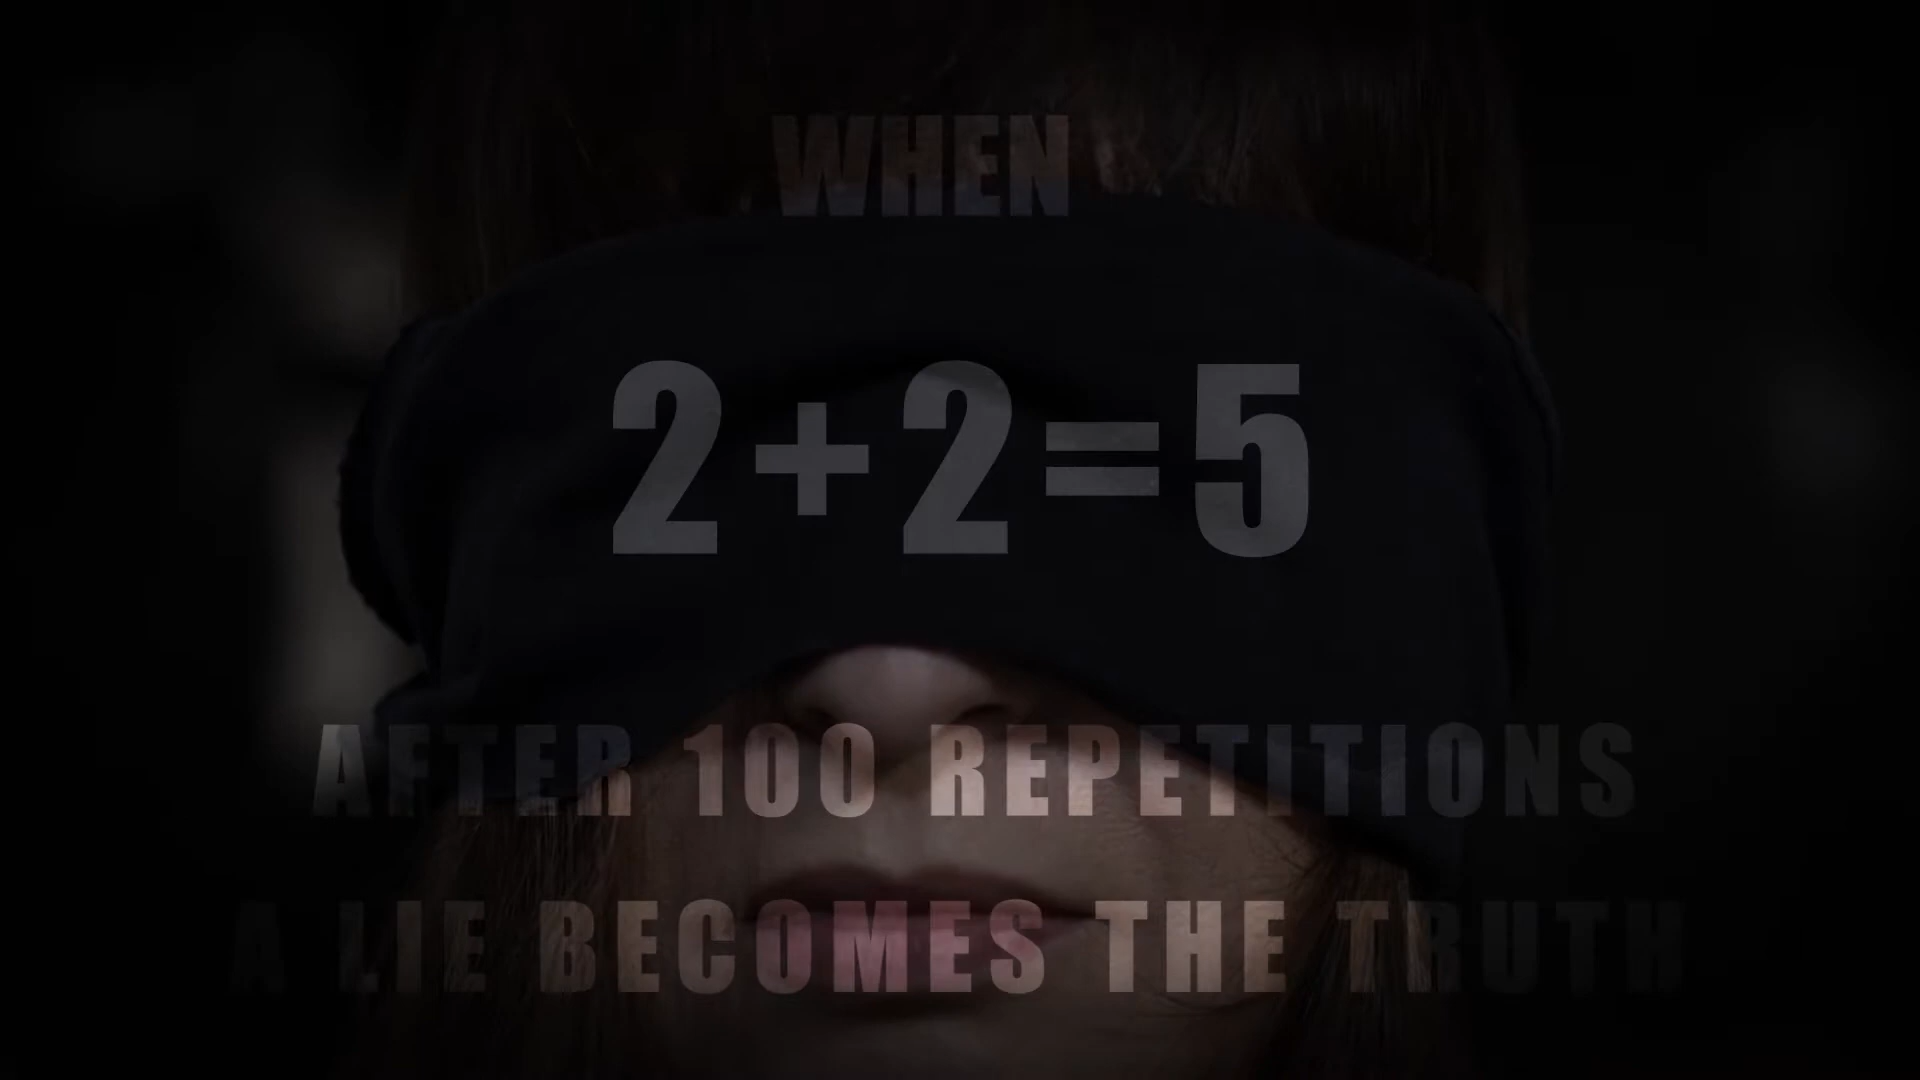 WHEN
2+2=5
AFTER 100 REPETITIONS
A LIE BECOMES THE TRUTH